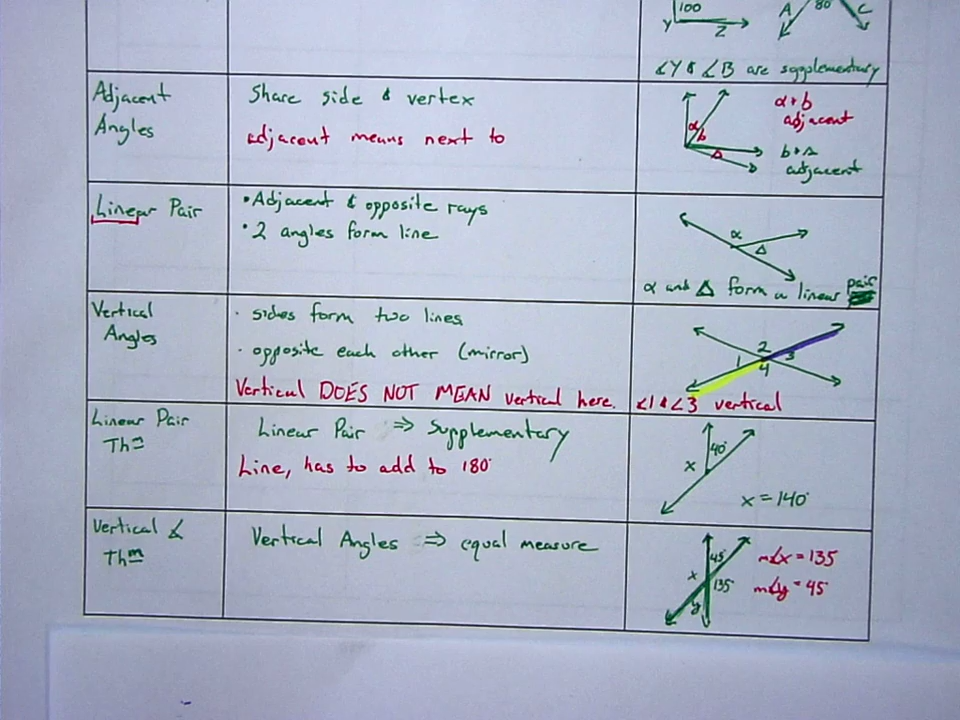 100
Y
Z
A
80
C
∠Y & ∠B are supplementary
Adjacent
Angles
Share side & vertex
adjacent means next to
α
b
Δ
α + b
adjacent
b + Δ
adjacent
Linear Pair
• Adjacent & opposite rays
• 2 angles form line
α
Δ
α and Δ form a linear pair
Vertical
Angles
· sides form two lines
· opposite each other (mirror)
Vertical DOES NOT MEAN vertical here.
1
2
3
4
∠1 & ∠3 vertical
Linear Pair
Thm
Linear Pair ⇒ Supplementary
Line, has to add to 180°
40°
x
x = 140°
Vertical ∠
Thm
Vertical Angles ⇒ equal measure
45°
x
135
y
m∠x = 135
m∠y = 45°